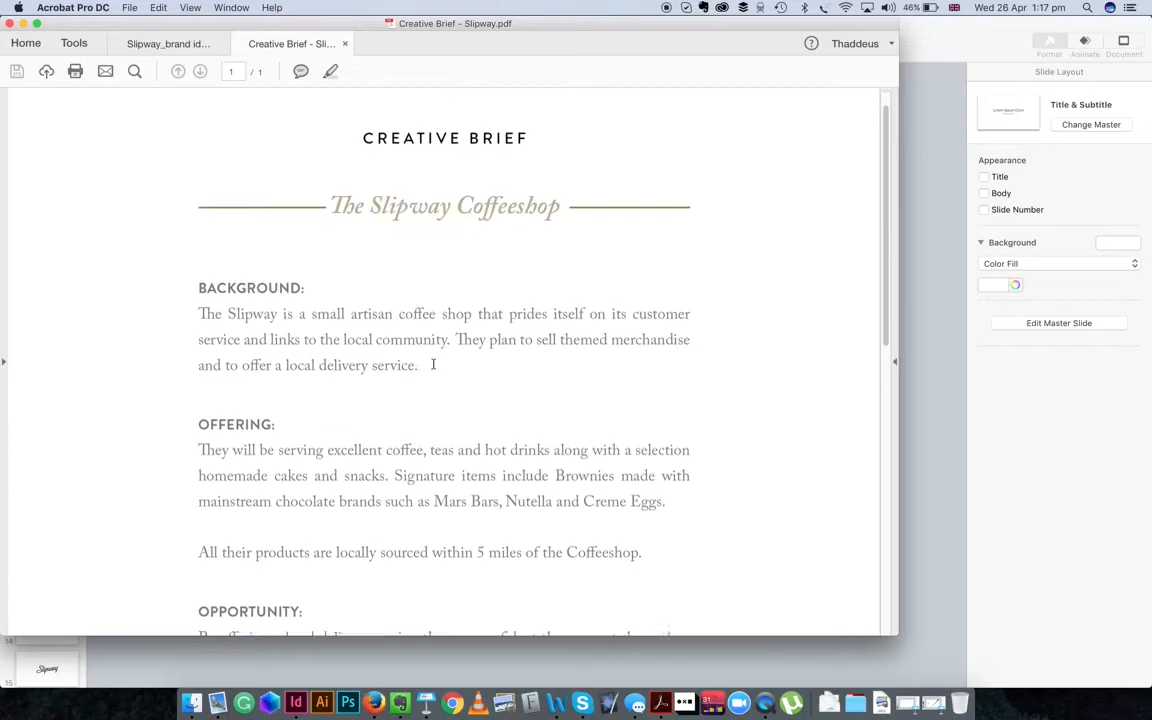 Acrobat Pro DC File Edit View Window Help
46% Wed 26 Apr 1:17 pm
Creative Brief - Slipway.pdf
Home Tools Slipway_brand id... Creative Brief - Sli... × Thaddeus
1 / 1
Format Animate Document
Slide Layout
Title & Subtitle
Change Master
Appearance
Title
Body
Slide Number
Background
Color Fill
Edit Master Slide
CREATIVE BRIEF
The Slipway Coffeeshop
BACKGROUND:
The Slipway is a small artisan coffee shop that prides itself on its customer
service and links to the local community. They plan to sell themed merchandise
and to offer a local delivery service.
OFFERING:
They will be serving excellent coffee, teas and hot drinks along with a selection
homemade cakes and snacks. Signature items include Brownies made with
mainstream chocolate brands such as Mars Bars, Nutella and Creme Eggs.
All their products are locally sourced within 5 miles of the Coffeeshop.
OPPORTUNITY:
14
Slipway
15